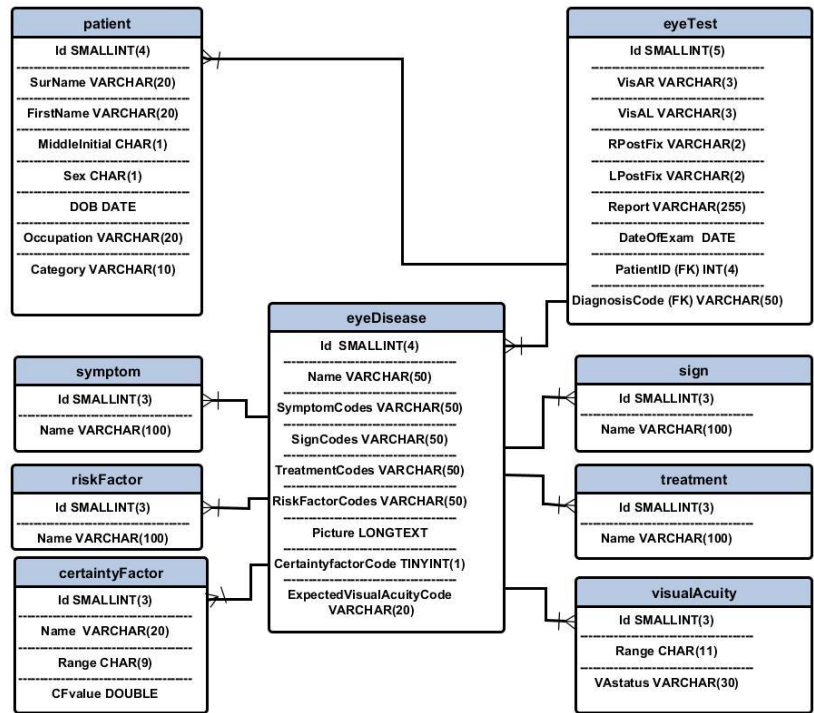 patient
Id SMALLINT(4)
SurName VARCHAR(20)
FirstName VARCHAR(20)
MiddleInitial CHAR(1)
Sex CHAR(1)
DOB DATE
Occupation VARCHAR(20)
Category VARCHAR(10)
eyeTest
Id SMALLINT(5)
VisAR VARCHAR(3)
VisAL VARCHAR(3)
RPostFix VARCHAR(2)
LPostFix VARCHAR(2)
Report VARCHAR(255)
DateOfExam DATE
PatientID (FK) INT(4)
DiagnosisCode (FK) VARCHAR(50)
eyeDisease
Id SMALLINT(4)
Name VARCHAR(50)
SymptomCodes VARCHAR(50)
SignCodes VARCHAR(50)
TreatmentCodes VARCHAR(50)
RiskFactorCodes VARCHAR(50)
Picture LONGTEXT
CertaintyfactorCode TINYINT(1)
ExpectedVisualAcuityCode
VARCHAR(20)
symptom
Id SMALLINT(3)
Name VARCHAR(100)
riskFactor
Id SMALLINT(3)
Name VARCHAR(100)
certaintyFactor
Id SMALLINT(3)
Name VARCHAR(20)
Range CHAR(9)
CFvalue DOUBLE
sign
Id SMALLINT(3)
Name VARCHAR(100)
treatment
Id SMALLINT(3)
Name VARCHAR(100)
visualAcuity
Id SMALLINT(3)
Range CHAR(11)
VAstatus VARCHAR(30)